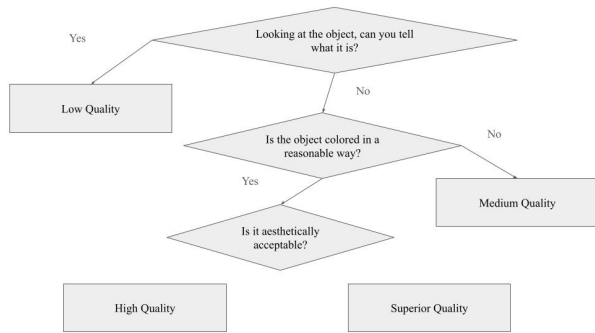 Looking at the object, can you tell
what it is?
Yes
Low Quality
No
Is the object colored in a
reasonable way?
No
Yes
Medium Quality
Is it aesthetically
acceptable?
High Quality
Superior Quality